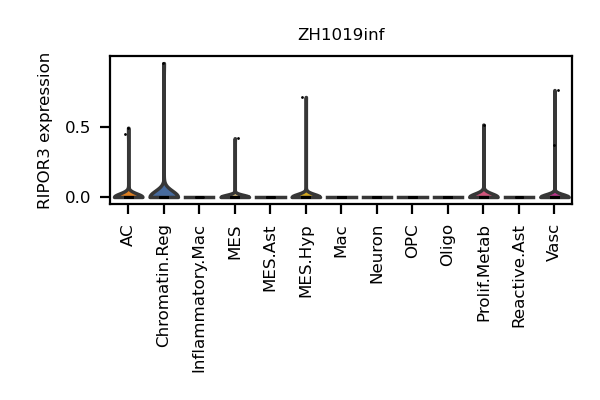 ZH1019inf
RIPOR3 expression
0.5
0.0
AC
Chromatin.Reg
Inflammatory.Mac
MES
MES.Ast
MES.Hyp
Mac
Neuron
OPC
Oligo
Prolif.Metab
Reactive.Ast
Vasc